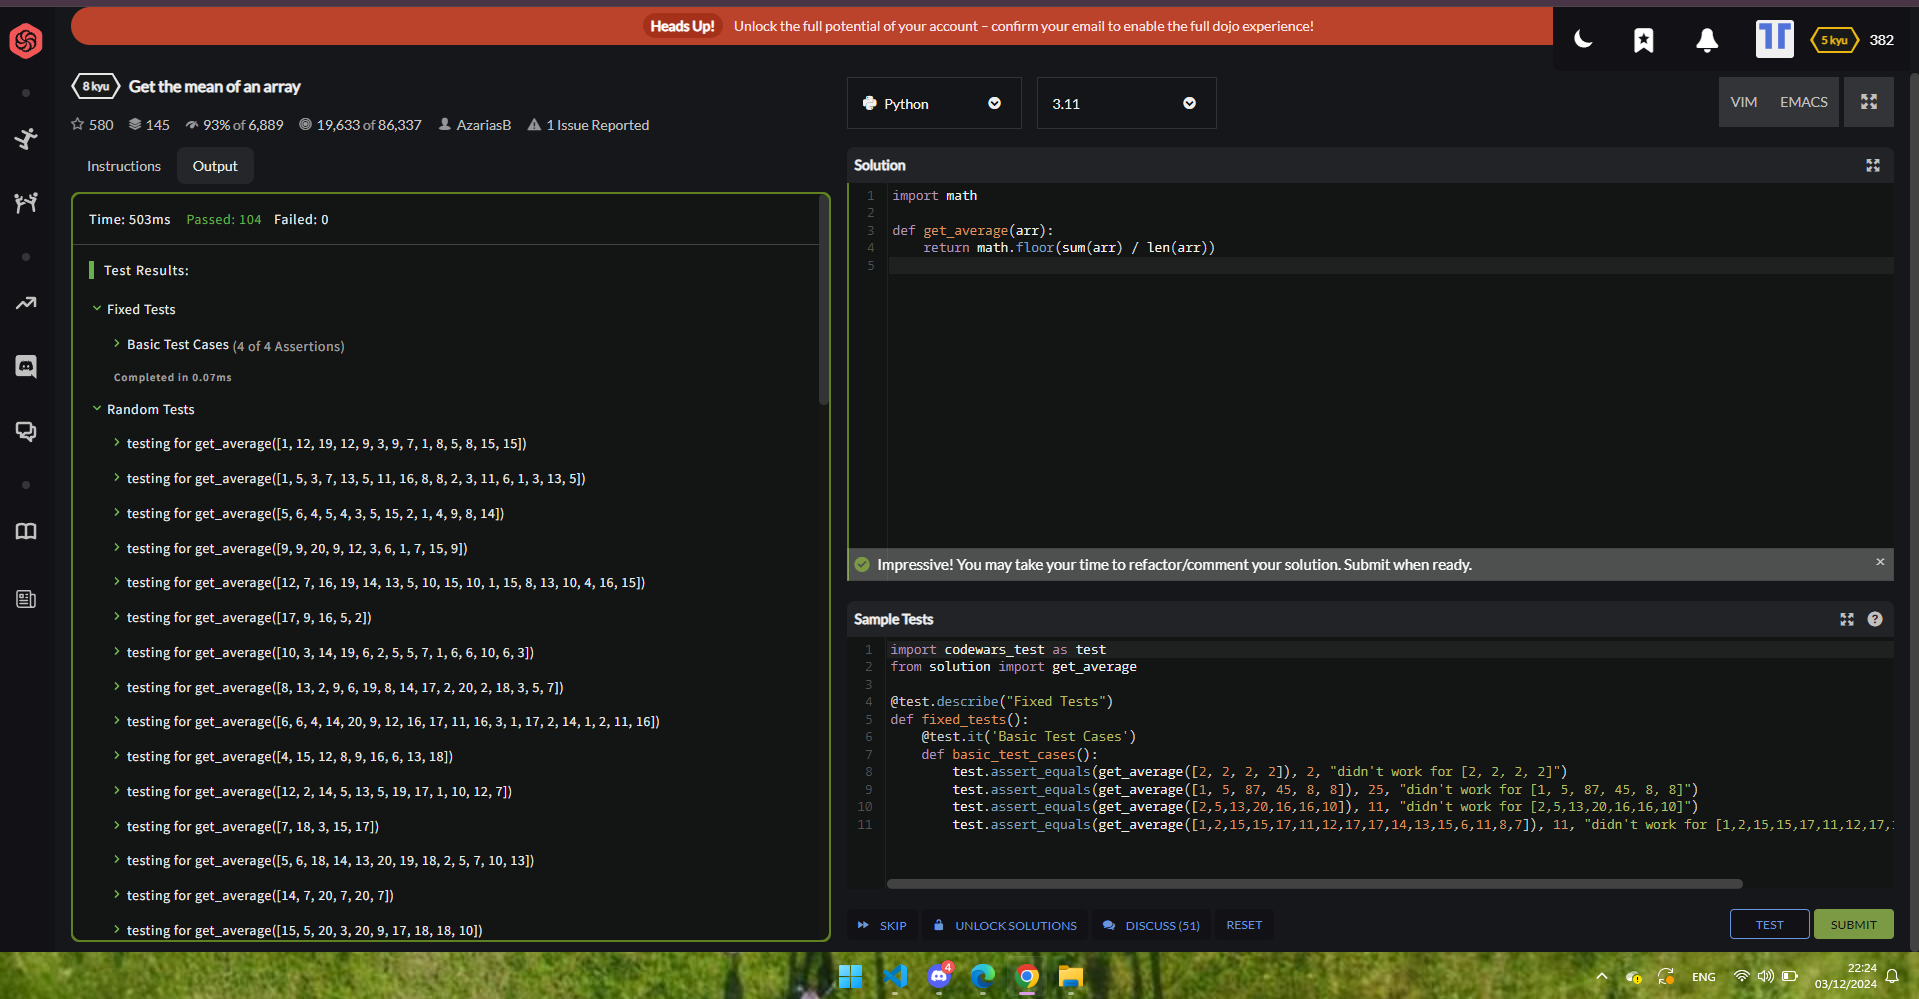 Heads Up! Unlock the full potential of your account – confirm your email to enable the full dojo experience!
5 kyu 382
8 kyu Get the mean of an array
580 145 93% of 6,889 19,633 of 86,337 AzariasB 1 Issue Reported
Instructions Output
Time: 503ms Passed: 104 Failed: 0
Test Results:
Fixed Tests
Basic Test Cases (4 of 4 Assertions)
Completed in 0.07ms
Random Tests
testing for get_average([1, 12, 19, 12, 9, 3, 9, 7, 1, 8, 5, 8, 15, 15])
testing for get_average([1, 5, 3, 7, 13, 5, 11, 16, 8, 8, 2, 3, 11, 6, 1, 3, 13, 5])
testing for get_average([5, 6, 4, 5, 4, 3, 5, 15, 2, 1, 4, 9, 8, 14])
testing for get_average([9, 9, 20, 9, 12, 3, 6, 1, 7, 15, 9])
testing for get_average([12, 7, 16, 19, 14, 13, 5, 10, 15, 10, 1, 15, 8, 13, 10, 4, 16, 15])
testing for get_average([17, 9, 16, 5, 2])
testing for get_average([10, 3, 14, 19, 6, 2, 5, 5, 7, 1, 6, 6, 10, 6, 3])
testing for get_average([8, 13, 2, 9, 6, 19, 8, 14, 17, 2, 20, 2, 18, 3, 5, 7])
testing for get_average([6, 6, 4, 14, 20, 9, 12, 16, 17, 11, 16, 3, 1, 17, 2, 14, 1, 2, 11, 16])
testing for get_average([4, 15, 12, 8, 9, 16, 6, 13, 18])
testing for get_average([12, 2, 14, 5, 13, 5, 19, 17, 1, 10, 12, 7])
testing for get_average([7, 18, 3, 15, 17])
testing for get_average([5, 6, 18, 14, 13, 20, 19, 18, 2, 5, 7, 10, 13])
testing for get_average([14, 7, 20, 7, 20, 7])
testing for get_average([15, 5, 20, 3, 20, 9, 17, 18, 18, 10])
Python 3.11 VIM EMACS
Solution
1 import math
2
3 def get_average(arr):
4 return math.floor(sum(arr) / len(arr))
5
Impressive! You may take your time to refactor/comment your solution. Submit when ready. ×
Sample Tests ?
1 import codewars_test as test
2 from solution import get_average
3
4 @test.describe("Fixed Tests")
5 def fixed_tests():
6 @test.it('Basic Test Cases')
7 def basic_test_cases():
8 test.assert_equals(get_average([2, 2, 2, 2]), 2, "didn't work for [2, 2, 2, 2]")
9 test.assert_equals(get_average([1, 5, 87, 45, 8, 8]), 25, "didn't work for [1, 5, 87, 45, 8, 8]")
10 test.assert_equals(get_average([2,5,13,20,16,16,10]), 11, "didn't work for [2,5,13,20,16,16,10]")
11 test.assert_equals(get_average([1,2,15,15,17,11,12,17,17,14,13,15,6,11,8,7]), 11, "didn't work for [1,2,15,15,17,11,12,17,
SKIP UNLOCK SOLUTIONS DISCUSS (51) RESET TEST SUBMIT
4 ENG 22:24
03/12/2024